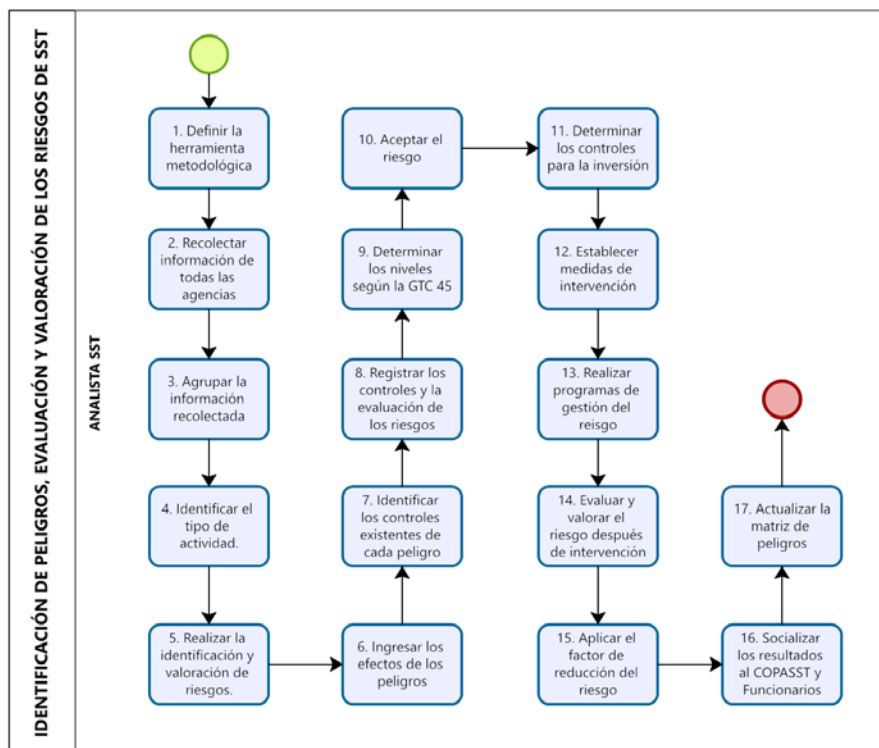 IDENTIFICACIÓN DE PELIGROS, EVALUACIÓN Y VALORACIÓN DE LOS RIESGOS DE SST
ANALISTA SST
1. Definir la
herramienta
metodológica
2. Recolectar
información de
todas las
agencias
3. Agrupar la
información
recolectada
4. Identificar el
tipo de
actividad.
5. Realizar la
identificación y
valoración de
riesgos.
6. Ingresar los
efectos de los
peligros
7. Identificar
los controles
existentes de
cada peligro
8. Registrar los
controles y la
evaluación de
los riesgos
9. Determinar
los niveles
según la GTC 45
10. Aceptar el
riesgo
11. Determinar
los controles
para la inversión
12. Establecer
medidas de
intervención
13. Realizar
programas de
gestión del
reisgo
14. Evaluar y
valorar el
riesgo después
de intervención
15. Aplicar el
factor de
reducción del
riesgo
16. Socializar
los resultados
al COPASST y
Funcionarios
17. Actualizar la
matriz de
peligros